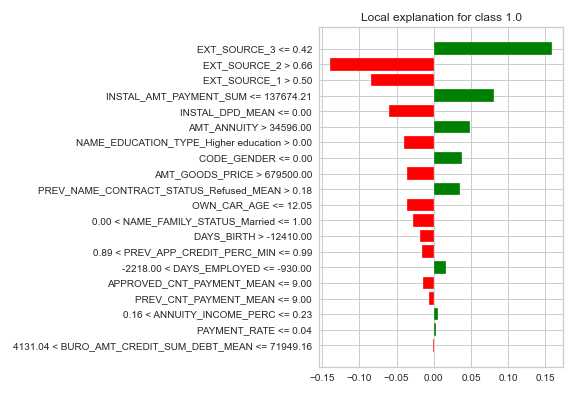 Local explanation for class 1.0
EXT_SOURCE_3 <= 0.42
EXT_SOURCE_2 > 0.66
EXT_SOURCE_1 > 0.50
INSTAL_AMT_PAYMENT_SUM <= 137674.21
INSTAL_DPD_MEAN <= 0.00
AMT_ANNUITY > 34596.00
NAME_EDUCATION_TYPE_Higher education > 0.00
CODE_GENDER <= 0.00
AMT_GOODS_PRICE > 679500.00
PREV_NAME_CONTRACT_STATUS_Refused_MEAN > 0.18
OWN_CAR_AGE <= 12.05
0.00 < NAME_FAMILY_STATUS_Married <= 1.00
DAYS_BIRTH > -12410.00
0.89 < PREV_APP_CREDIT_PERC_MIN <= 0.99
-2218.00 < DAYS_EMPLOYED <= -930.00
APPROVED_CNT_PAYMENT_MEAN <= 9.00
PREV_CNT_PAYMENT_MEAN <= 9.00
0.16 < ANNUITY_INCOME_PERC <= 0.23
PAYMENT_RATE <= 0.04
4131.04 < BURO_AMT_CREDIT_SUM_DEBT_MEAN <= 71949.16
−0.15 −0.10 −0.05 0.00 0.05 0.10 0.15